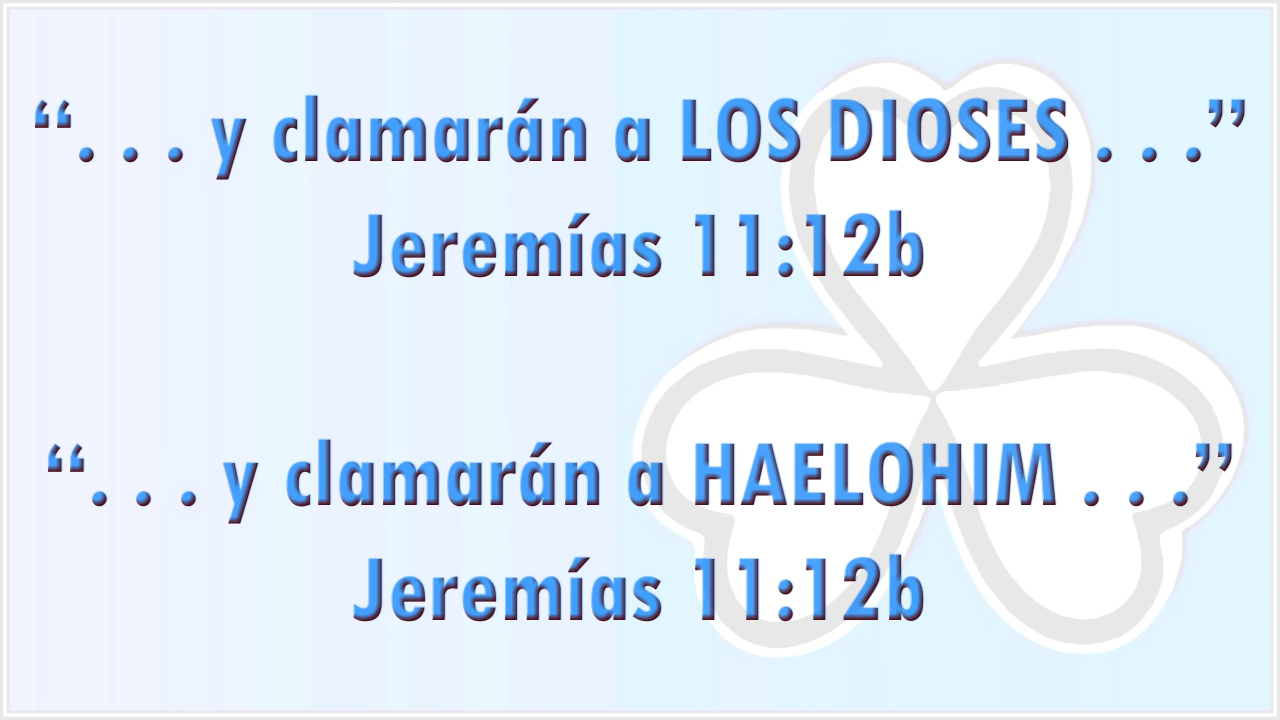 “. . . y clamarán a LOS DIOSES . . .”
Jeremías 11:12b
“. . . y clamarán a HAELOHIM . . .”
Jeremías 11:12b